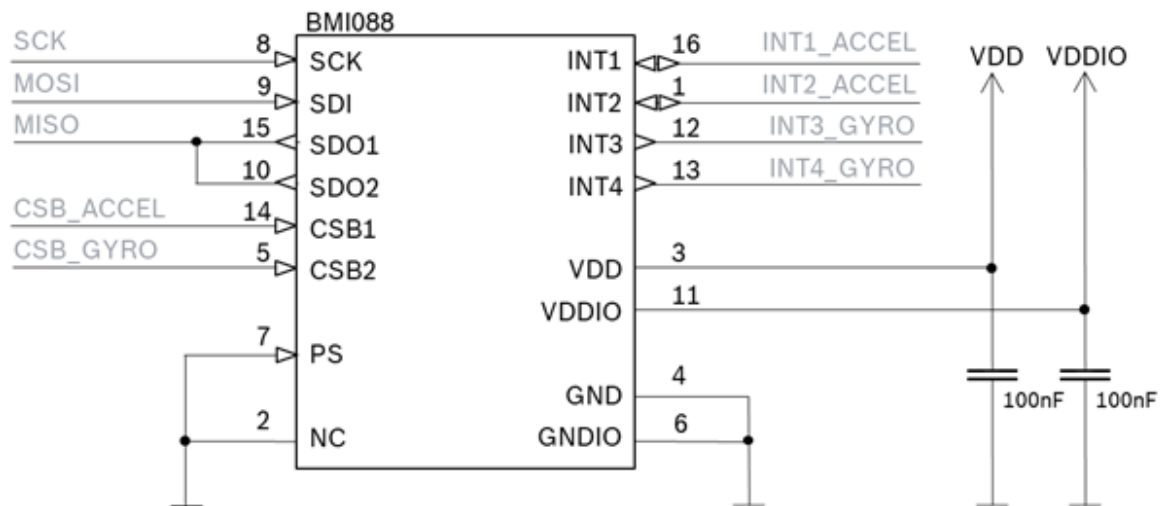 BMI088
SCK 8 SCK
MOSI 9 SDI
MISO 15 SDO1
10 SDO2
CSB_ACCEL 14 CSB1
CSB_GYRO 5 CSB2
7 PS
2 NC
INT1 16 INT1_ACCEL
INT2 1 INT2_ACCEL
INT3 12 INT3_GYRO
INT4 13 INT4_GYRO
VDD 3
VDDIO 11
GND 4
GNDIO 6
VDD VDDIO
100nF 100nF